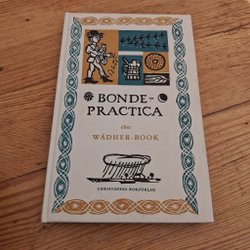 BONDE-
PRACTICA
eller
WÄDHER-BOOK
CHRISTOFERS BOKFÖRLAG